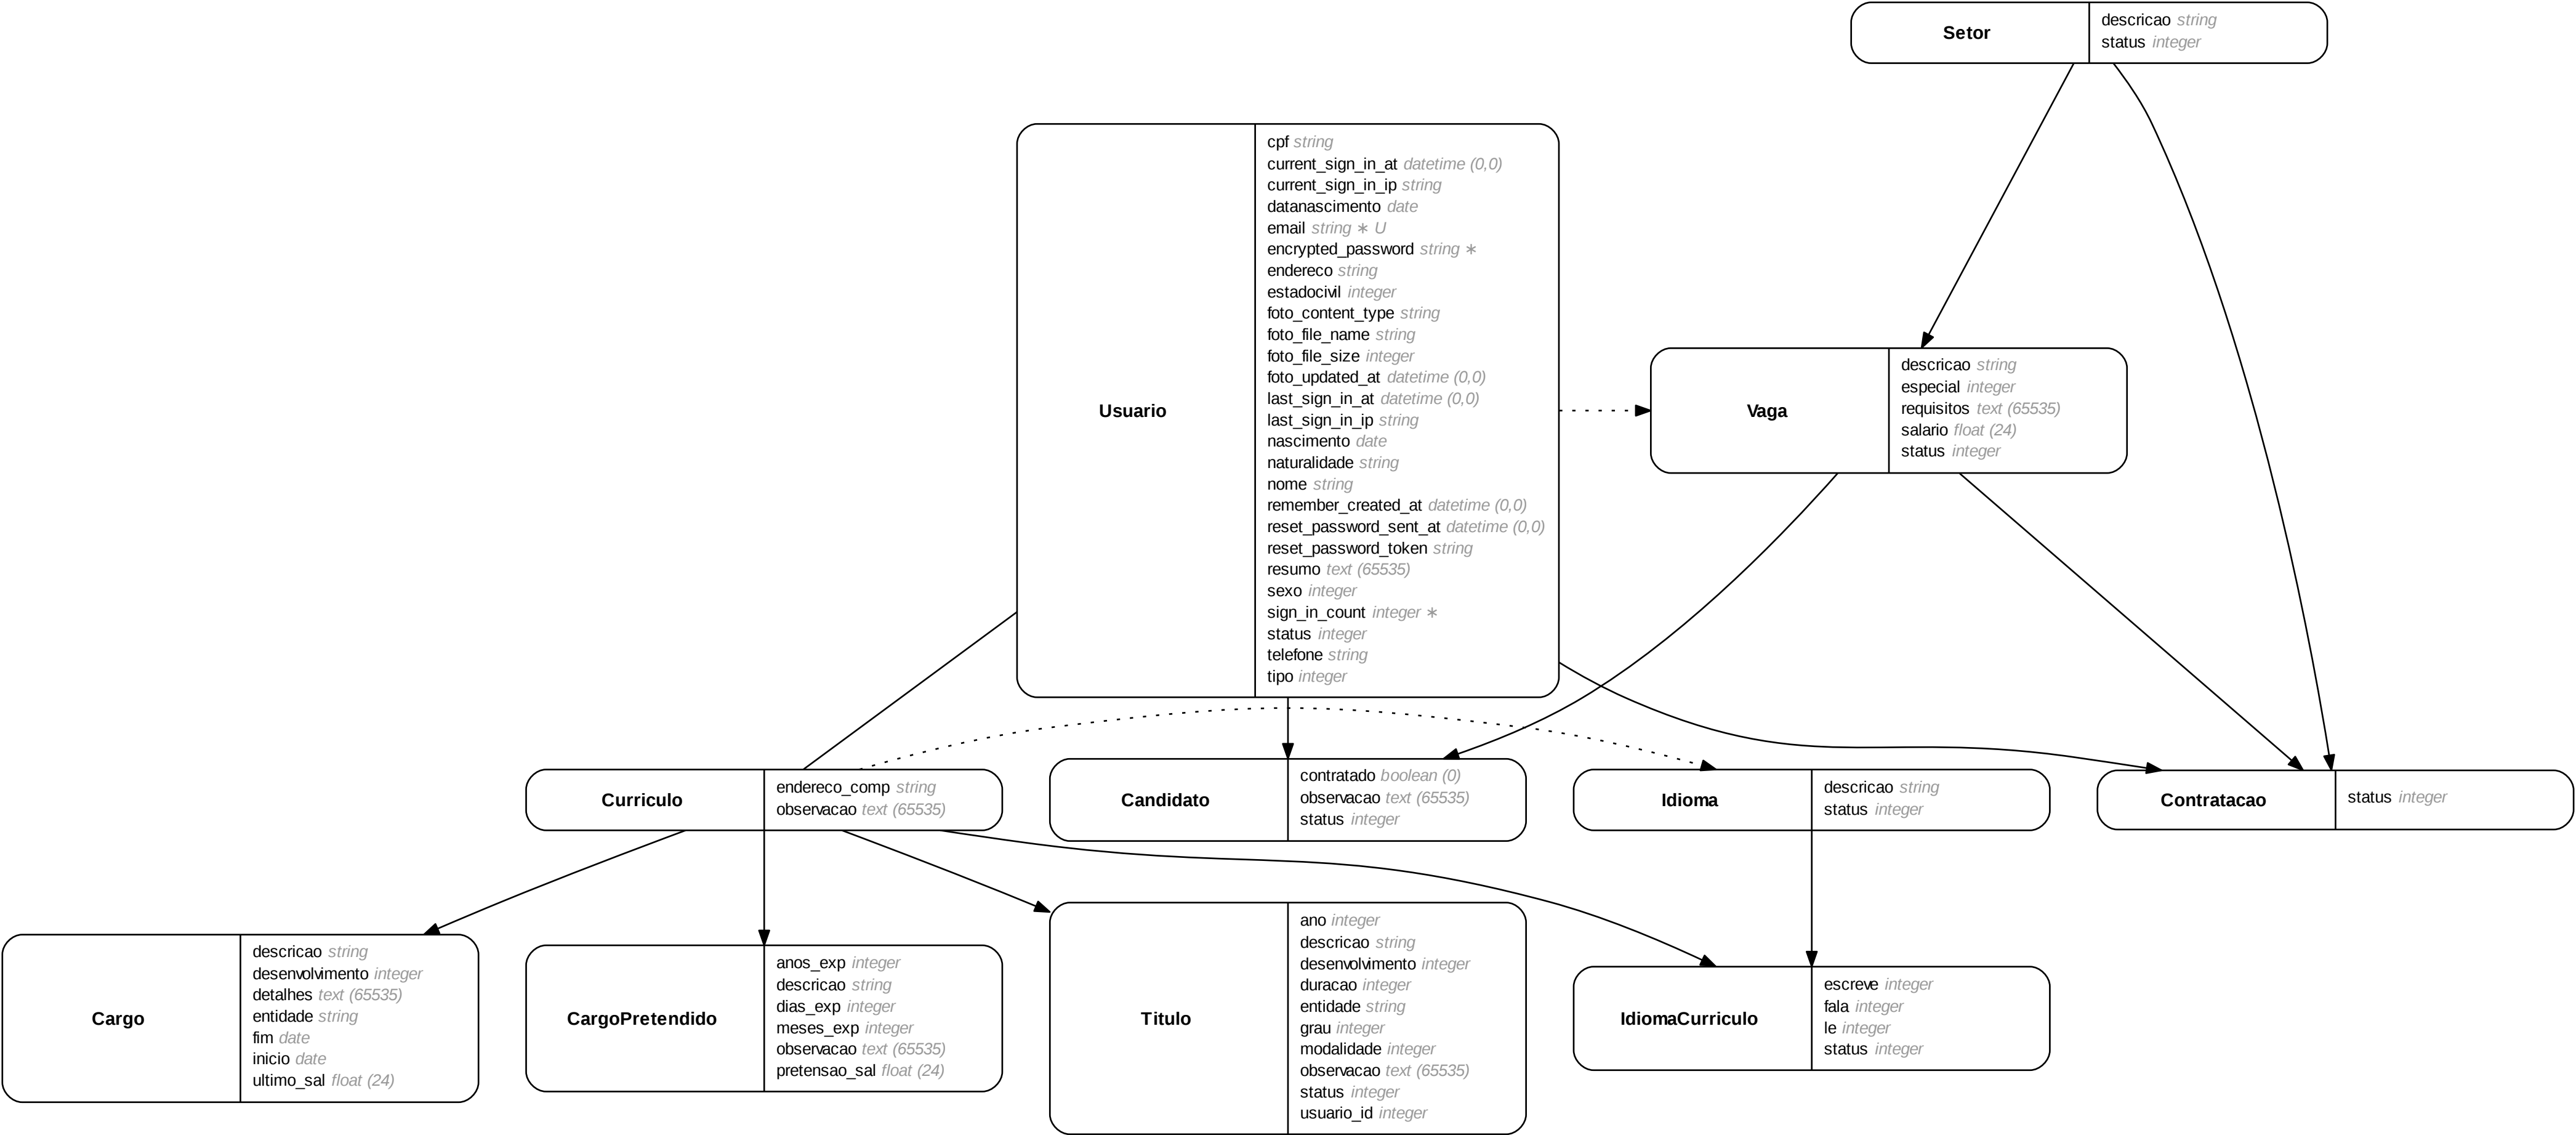 Setor
descricao string
status integer
Usuario
cpf string
current_sign_in_at datetime (0,0)
current_sign_in_ip string
datanascimento date
email string ∗ U
encrypted_password string ∗
endereco string
estadocivil integer
foto_content_type string
foto_file_name string
foto_file_size integer
foto_updated_at datetime (0,0)
last_sign_in_at datetime (0,0)
last_sign_in_ip string
nascimento date
naturalidade string
nome string
remember_created_at datetime (0,0)
reset_password_sent_at datetime (0,0)
reset_password_token string
resumo text (65535)
sexo integer
sign_in_count integer ∗
status integer
telefone string
tipo integer
Vaga
descricao string
especial integer
requisitos text (65535)
salario float (24)
status integer
Curriculo
endereco_comp string
observacao text (65535)
Candidato
contratado boolean (0)
observacao text (65535)
status integer
Idioma
descricao string
status integer
Contratacao
status integer
Cargo
descricao string
desenvolvimento integer
detalhes text (65535)
entidade string
fim date
inicio date
ultimo_sal float (24)
CargoPretendido
anos_exp integer
descricao string
dias_exp integer
meses_exp integer
observacao text (65535)
pretensao_sal float (24)
Titulo
ano integer
descricao string
desenvolvimento integer
duracao integer
entidade string
grau integer
modalidade integer
observacao text (65535)
status integer
usuario_id integer
IdiomaCurriculo
escreve integer
fala integer
le integer
status integer